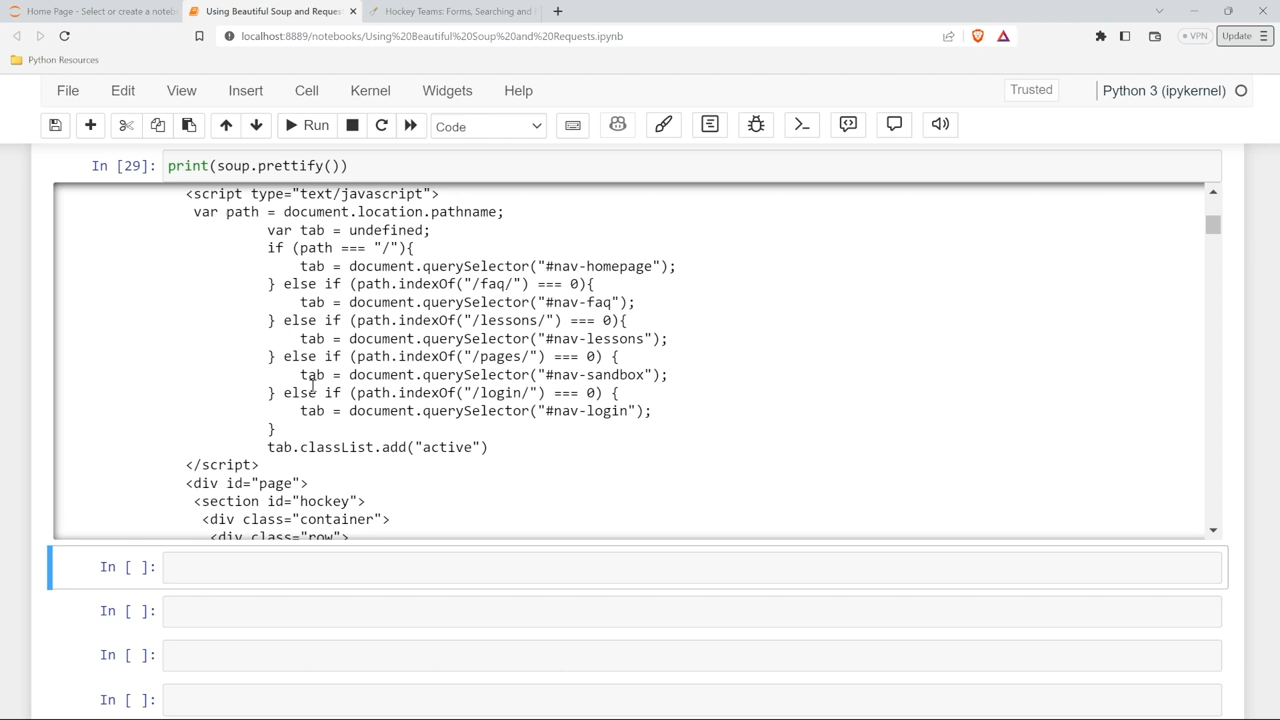 Home Page - Select or create a noteb
Using Beautiful Soup and Reques
Hockey Teams: Forms, Searching and
localhost:8889/notebooks/Using%20Beautiful%20Soup%20and%20Requests.ipynb
VPN
Update
Python Resources
File Edit View Insert Cell Kernel Widgets Help
Trusted
Python 3 (ipykernel)
Run
Code
In [29]: print(soup.prettify())
<script type="text/javascript">
var path = document.location.pathname;
var tab = undefined;
if (path === "/"){
tab = document.querySelector("#nav-homepage");
} else if (path.indexOf("/faq/") === 0){
tab = document.querySelector("#nav-faq");
} else if (path.indexOf("/lessons/") === 0){
tab = document.querySelector("#nav-lessons");
} else if (path.indexOf("/pages/") === 0) {
tab = document.querySelector("#nav-sandbox");
} else if (path.indexOf("/login/") === 0) {
tab = document.querySelector("#nav-login");
}
tab.classList.add("active")
</script>
<div id="page">
<section id="hockey">
<div class="container">
<div class="row">
In [ ]:
In [ ]:
In [ ]:
In [ ]: